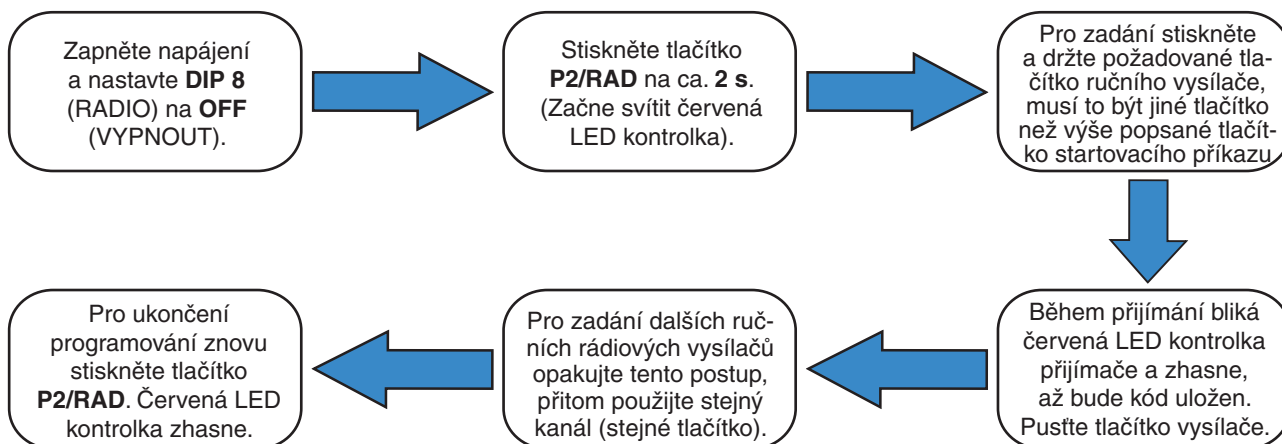 Zapněte napájení
a nastavte DIP 8
(RADIO) na OFF
(VYPNOUT).
Stiskněte tlačítko
P2/RAD na ca. 2 s.
(Začne svítit červená
LED kontrolka).
Pro zadání stiskněte
a držte požadované tla-
čítko ručního vysílače,
musí to být jiné tlačítko
než výše popsané tlačít-
ko startovacího příkazu
Během přijímání bliká
červená LED kontrolka
přijímače a zhasne,
až bude kód uložen.
Pusťte tlačítko vysílače.
Pro zadání dalších ruč-
ních rádiových vysílačů
opakujte tento postup,
přitom použijte stejný
kanál (stejné tlačítko).
Pro ukončení
programování znovu
stiskněte tlačítko
P2/RAD. Červená LED
kontrolka zhasne.